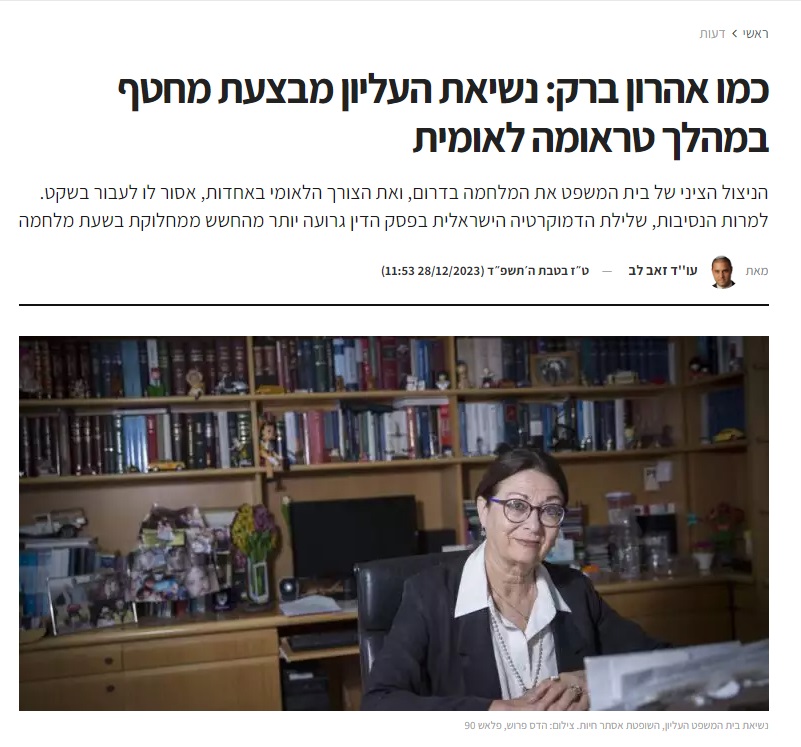 ראשי > דעות
כמו אהרון ברק: נשיאת העליון מבצעת מחטף
במהלך טראומה לאומית
הניצול הציני של בית המשפט את המלחמה בדרום, ואת הצורך הלאומי באחדות, אסור לו לעבור בשקט.
למרות הנסיבות, שלילת הדמוקרטיה הישראלית בפסק הדין גרועה יותר מהחשש ממחלוקת בשעת מלחמה
מאת עו''ד זאב לב — ט״ז בטבת ה׳תשפ״ד (28/12/2023 11:53)
נשיאת בית המשפט העליון, השופטת אסתר חיות. צילום: הדס פרוש, פלאש 90